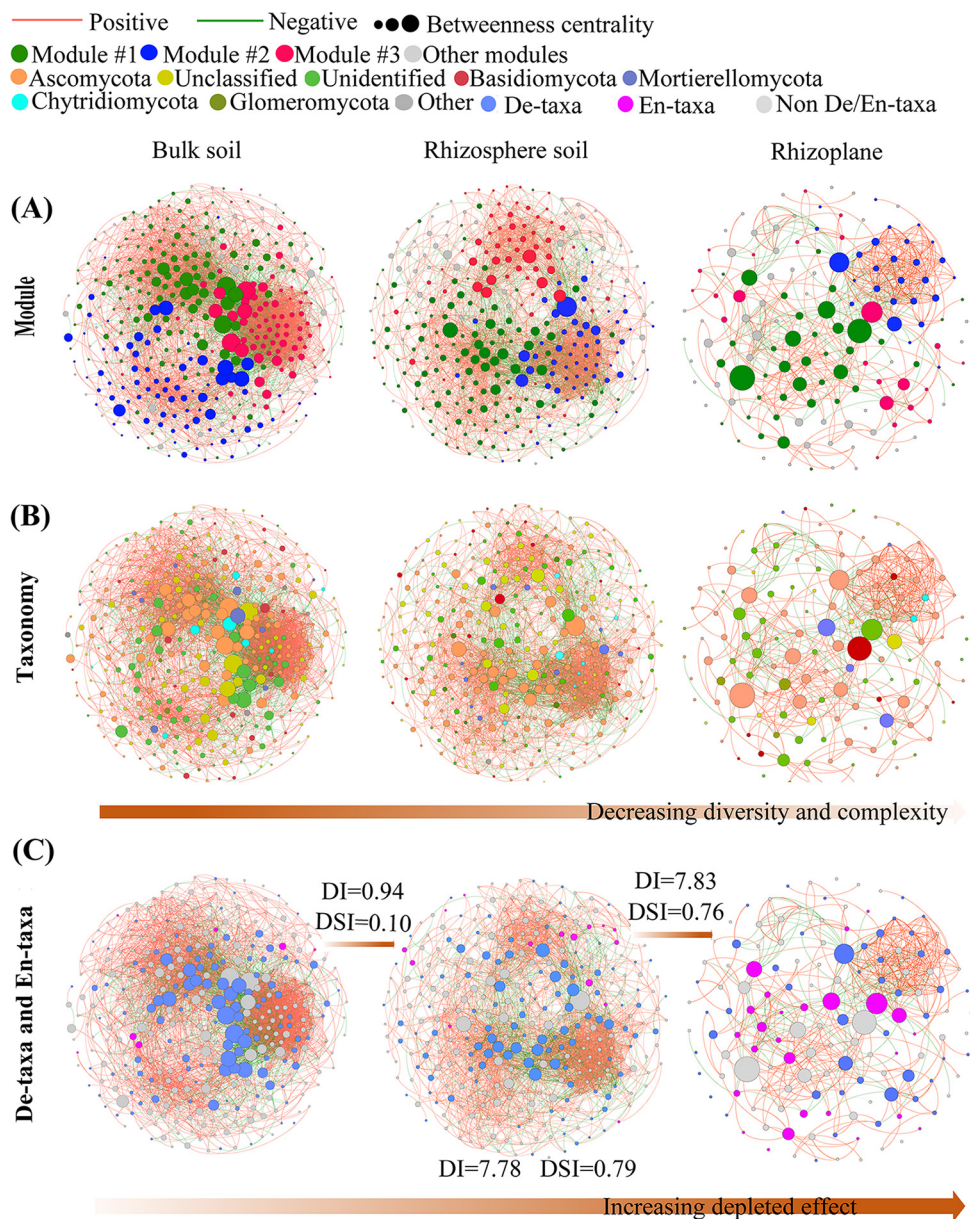 Positive Negative Betweenness centrality
Module #1 Module #2 Module #3 Other modules
Ascomycota Unclassified Unidentified Basidiomycota Mortierellomycota
Chytridiomycota Glomeromycota Other De-taxa En-taxa Non De/En-taxa
Bulk soil Rhizosphere soil Rhizoplane
(A)
Module
(B)
Taxonomy
Decreasing diversity and complexity
(C)
De-taxa and En-taxa
DI=0.94
DSI=0.10
DI=7.83
DSI=0.76
DI=7.78 DSI=0.79
Increasing depleted effect